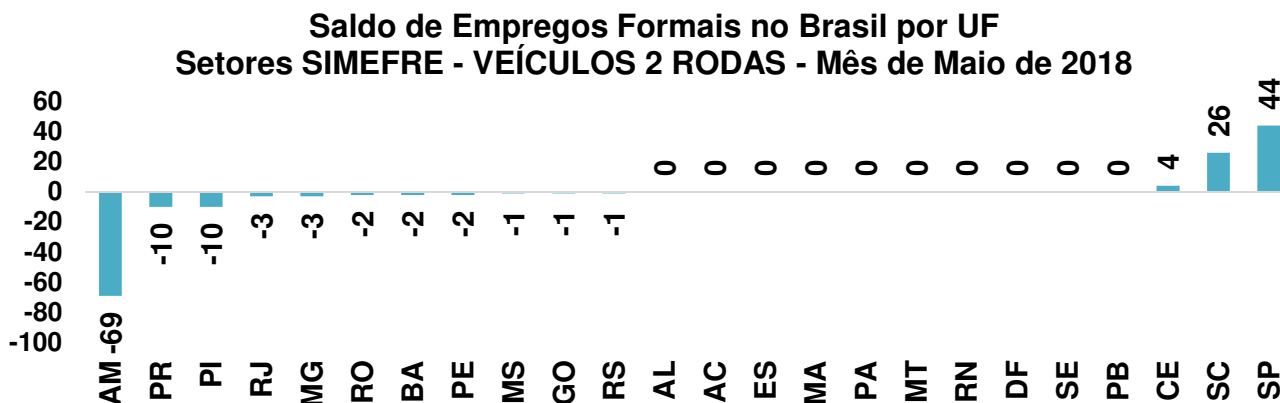 Saldo de Empregos Formais no Brasil por UF
Setores SIMEFRE - VEÍCULOS 2 RODAS - Mês de Maio de 2018
60
40
20
0
-20
-40
-60
-80
-100
-69
-10
-10
-3
-3
-2
-2
-2
-1
-1
-1
0
0
0
0
0
0
0
0
0
0
4
26
44
AM
PR
PI
RJ
MG
RO
BA
PE
MS
GO
RS
AL
AC
ES
MA
PA
MT
RN
DF
SE
PB
CE
SC
SP